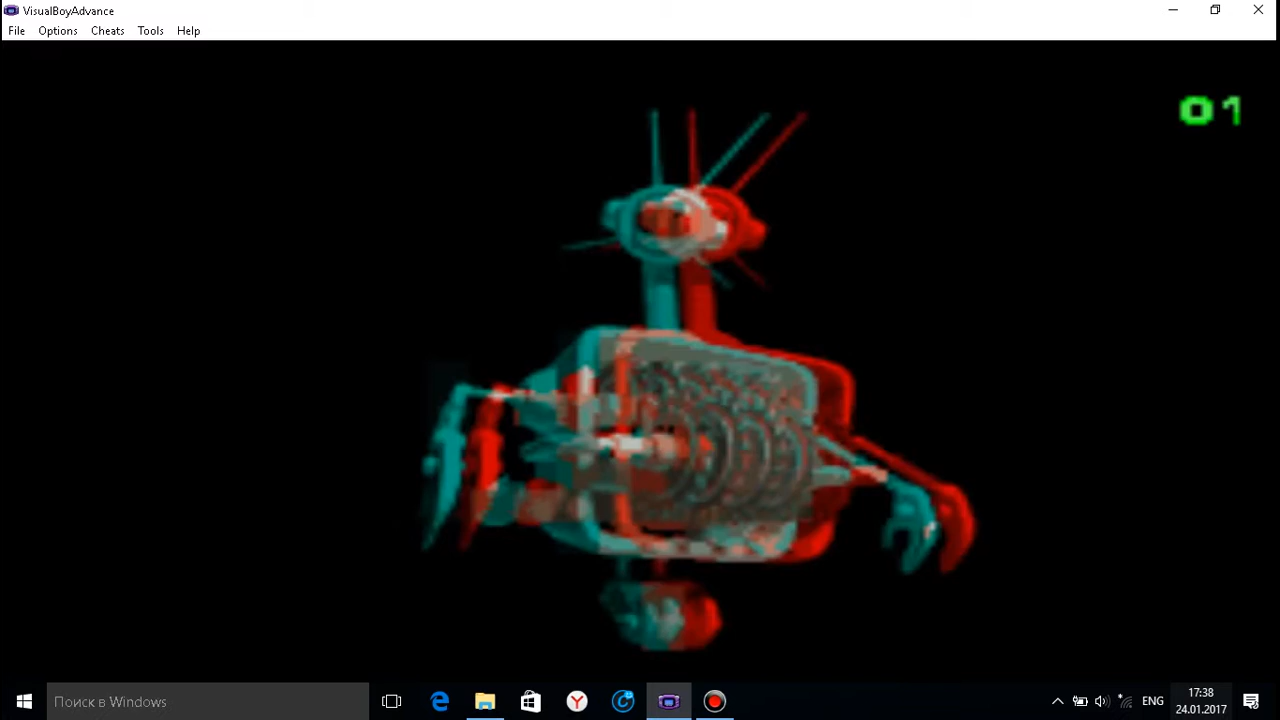 VisualBoyAdvance
File Options Cheats Tools Help
01
Поиск в Windows
ENG
17:38
24.01.2017